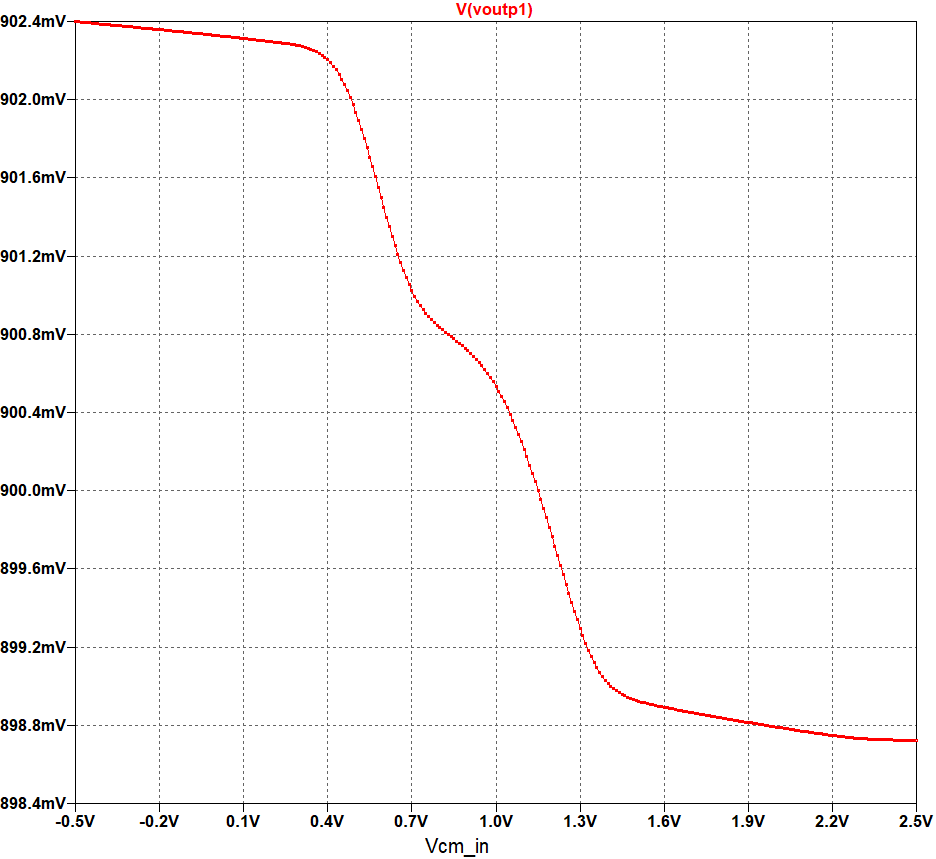 V(voutp1)
902.4mV
902.0mV
901.6mV
901.2mV
900.8mV
900.4mV
900.0mV
899.6mV
899.2mV
898.8mV
898.4mV
-0.5V -0.2V 0.1V 0.4V 0.7V 1.0V 1.3V 1.6V 1.9V 2.2V 2.5V
Vcm_in